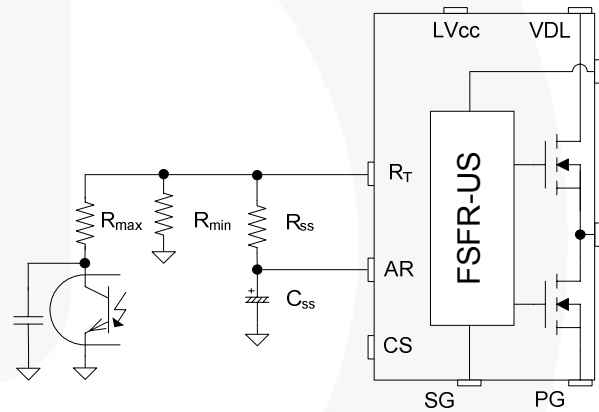 LVcc
VDL
RT
Rmax
Rmin
Rss
FSFR-US
AR
+
Css
CS
SG
PG